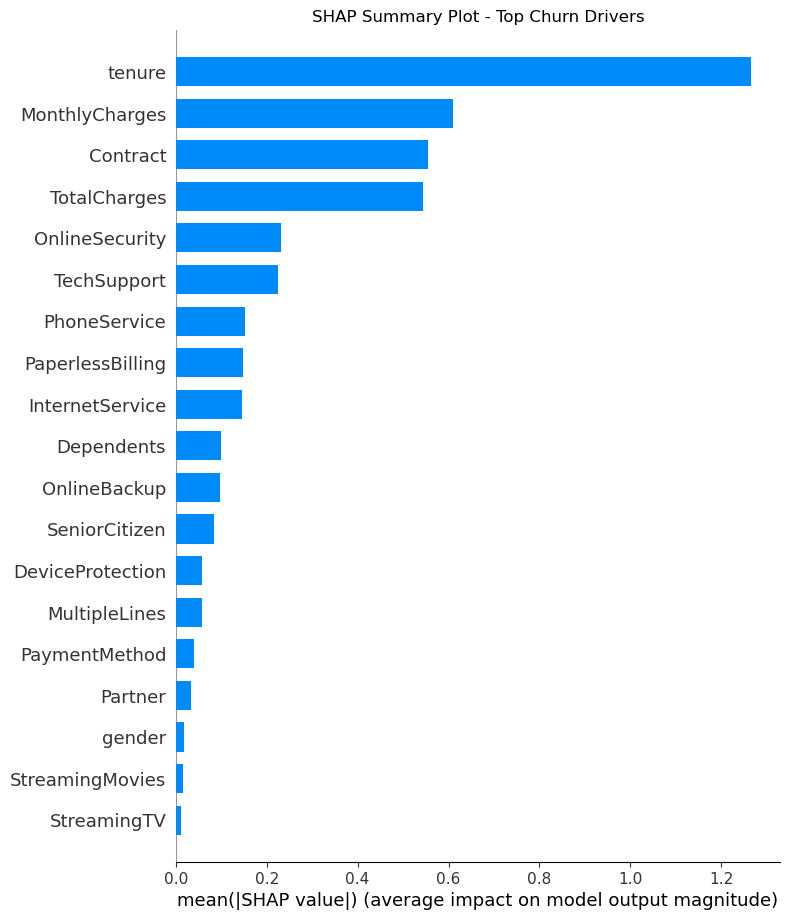 SHAP Summary Plot - Top Churn Drivers
tenure
MonthlyCharges
Contract
TotalCharges
OnlineSecurity
TechSupport
PhoneService
PaperlessBilling
InternetService
Dependents
OnlineBackup
SeniorCitizen
DeviceProtection
MultipleLines
PaymentMethod
Partner
gender
StreamingMovies
StreamingTV
0.0 0.2 0.4 0.6 0.8 1.0 1.2
mean(|SHAP value|) (average impact on model output magnitude)